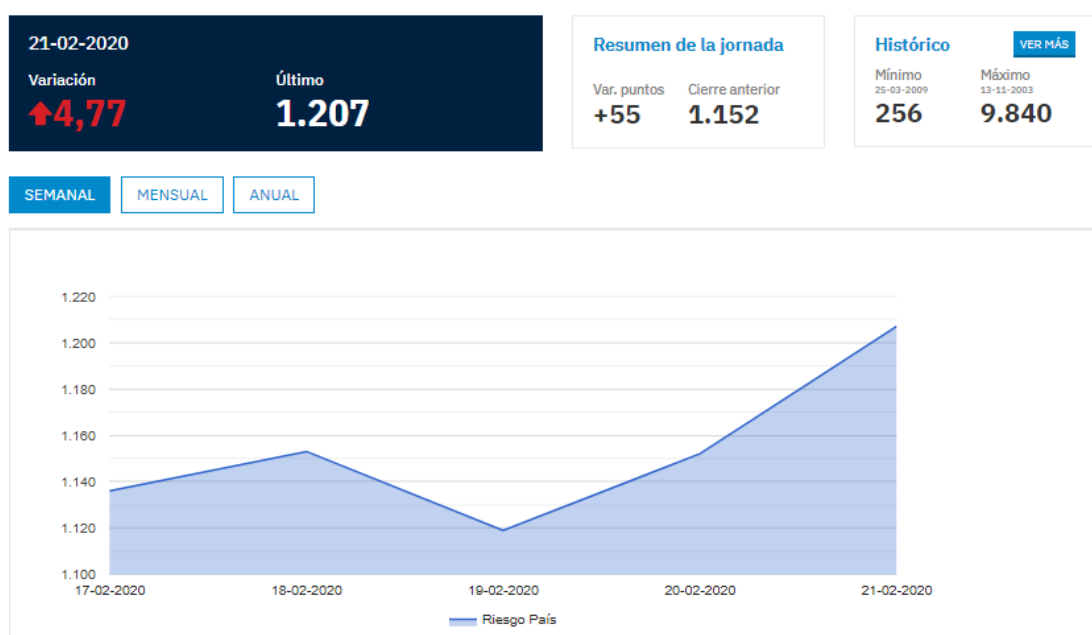 21-02-2020
Variación
4,77
Último
1.207
Resumen de la jornada
Var. puntos
+55
Cierre anterior
1.152
Histórico
VER MÁS
Mínimo
25-03-2009
256
Máximo
13-11-2003
9.840
SEMANAL
MENSUAL
ANUAL
1.220
1.200
1.180
1.160
1.140
1.120
1.100
17-02-2020
18-02-2020
19-02-2020
20-02-2020
21-02-2020
Riesgo País